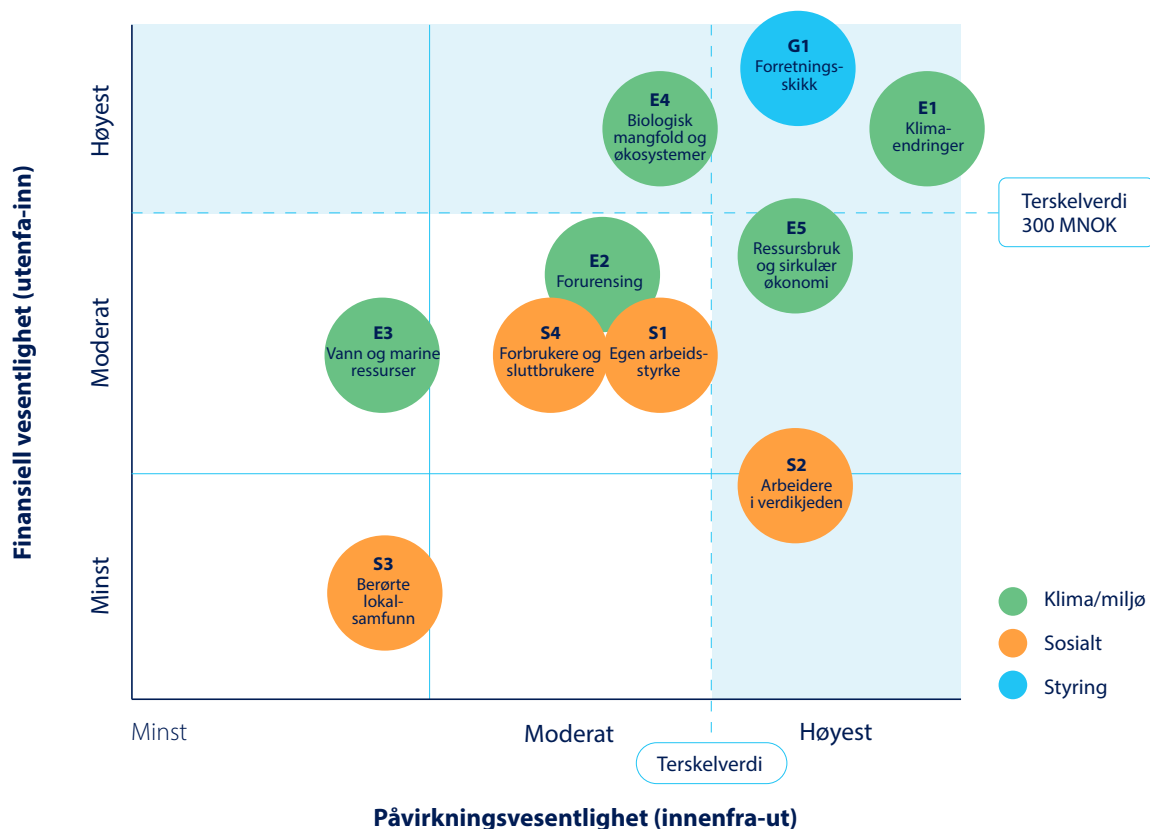 Finansiell vesentlighet (utenfa-inn)
Høyest
Moderat
Minst
G1
Forretnings-
skikk
E4
Biologisk
mangfold og
økosystemer
E1
Klima-
endringer
Terskelverdi
300 MNOK
E5
Ressursbruk
og sirkulær
økonomi
E2
Forurensing
E3
Vann og marine
ressurser
S4
Forbrukere og
sluttbrukere
S1
Egen arbeids-
styrke
S2
Arbeidere
i verdikjeden
S3
Berørte
lokal-
samfunn
Klima/miljø
Sosialt
Styring
Minst
Moderat
Høyest
Terskelverdi
Påvirkningsvesentlighet (innenfra-ut)